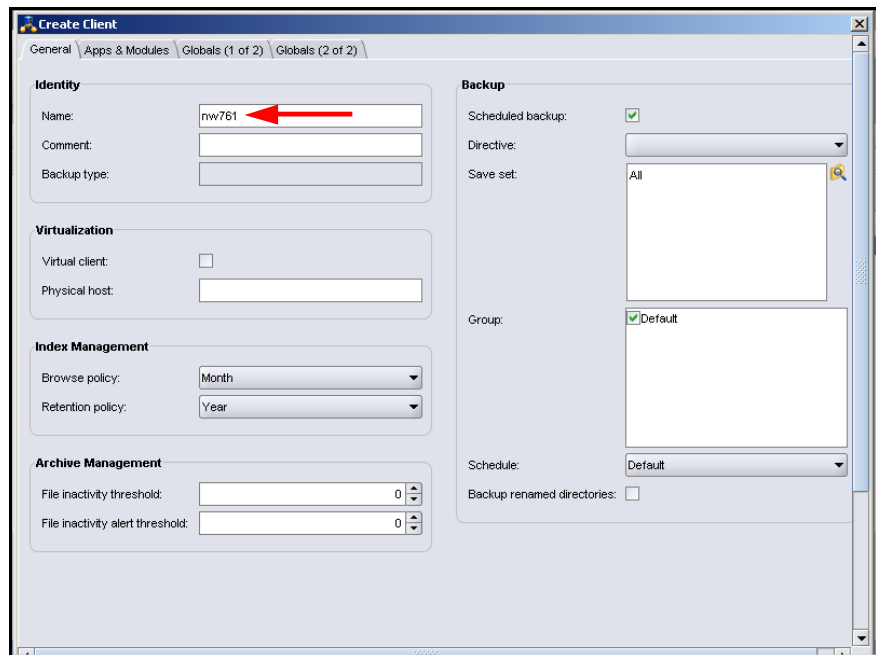 Create Client
General
Apps & Modules
Globals (1 of 2)
Globals (2 of 2)
Identity
Name:
nw761
Comment:
Backup type:
Virtualization
Virtual client:
Physical host:
Index Management
Browse policy:
Month
Retention policy:
Year
Archive Management
File inactivity threshold:
0
File inactivity alert threshold:
0
Backup
Scheduled backup:
Directive:
Save set:
All
Group:
Default
Schedule:
Default
Backup renamed directories: